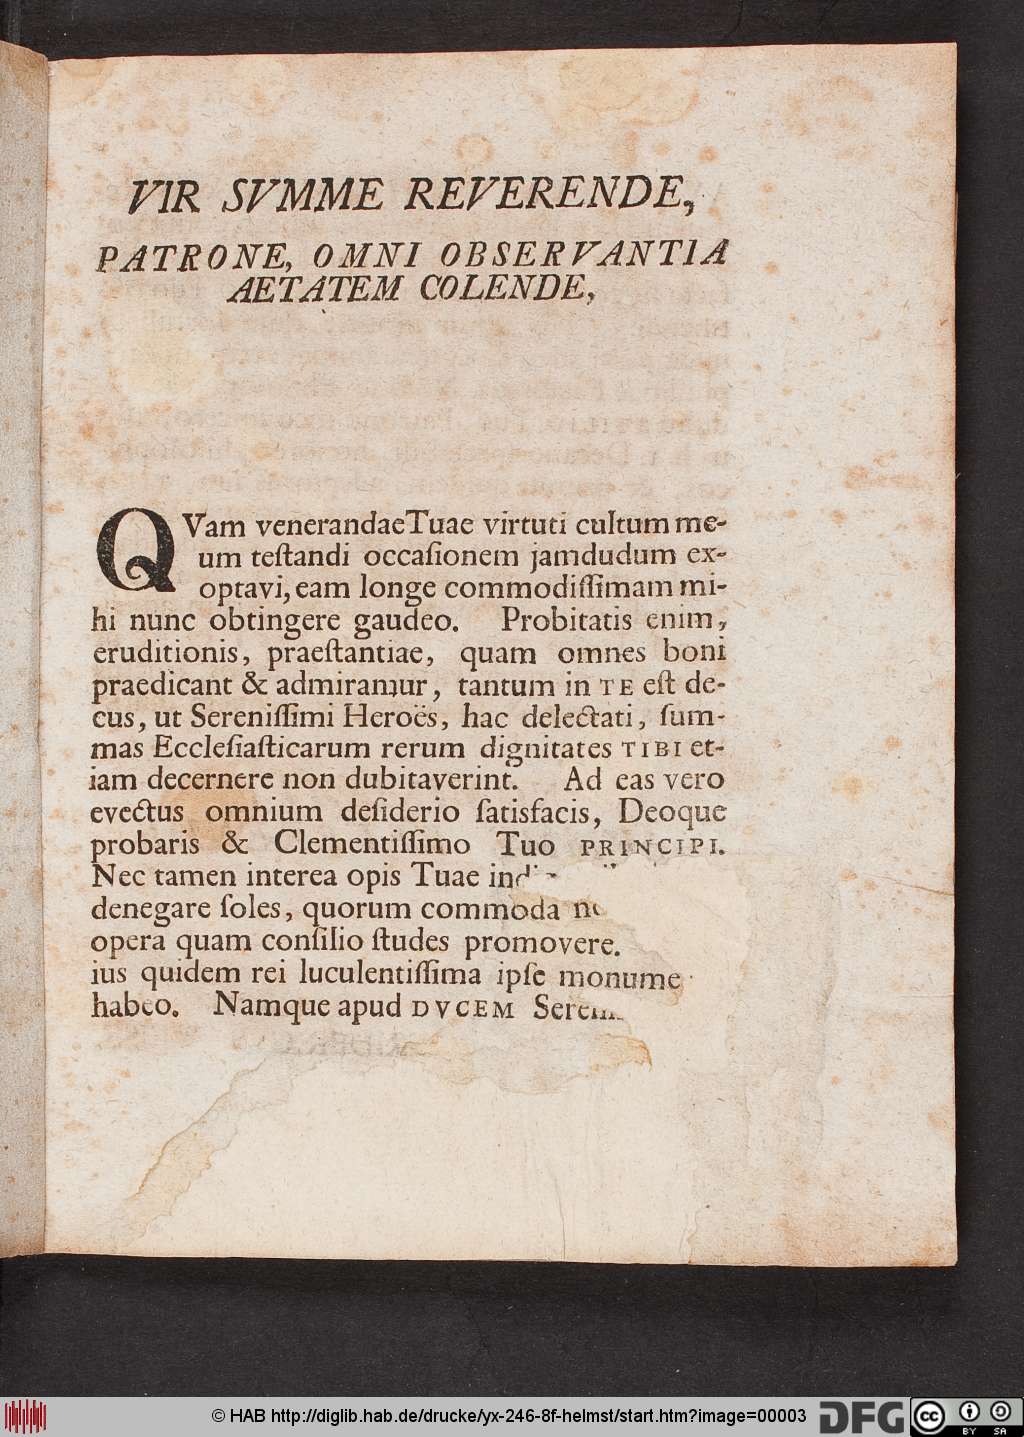 VIR SVMME REVERENDE,
PATRONE, OMNI OBSERVANTIA
AETATEM COLENDE,
QVam venerandae Tuae virtuti cultum me-
um teſtandi occaſionem jamdudum ex-
optavi, eam longe commodiſſimam mi-
hi nunc obtingere gaudeo. Probitatis enim,
eruditionis, praeſtantiae, quam omnes boni
praedicant & admirantur, tantum in TE eſt de-
cus, ut Sereniſſimi Heroës, hac delectati, ſum-
mas Eccleſiaſticarum rerum dignitates TIBI et-
iam decernere non dubitaverint. Ad eas vero
evectus omnium deſiderio ſatisfacis, Deoque
probaris & Clementiſſimo Tuo PRINCIPI.
Nec tamen interea opis Tuae
denegare ſoles, quorum commoda
opera quam conſilio ſtudes promovere.
ius quidem rei luculentiſſima ipſe monume
habeo. Namque apud DVCEM
© HAB http://diglib.hab.de/drucke/yx-246-8f-helmst/start.htm?image=00003
DFG
cc
BY SA